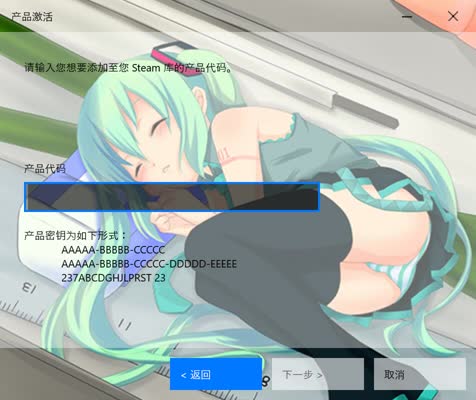 产品激活
请输入您想要添加至您 Steam 库的产品代码。
产品代码
产品密钥为如下形式：
AAAAA-BBBBB-CCCCC
AAAAA-BBBBB-CCCCC-DDDDD-EEEEE
237ABCDGHJLPRST 23
13
11
< 返回
下一步 >
取消